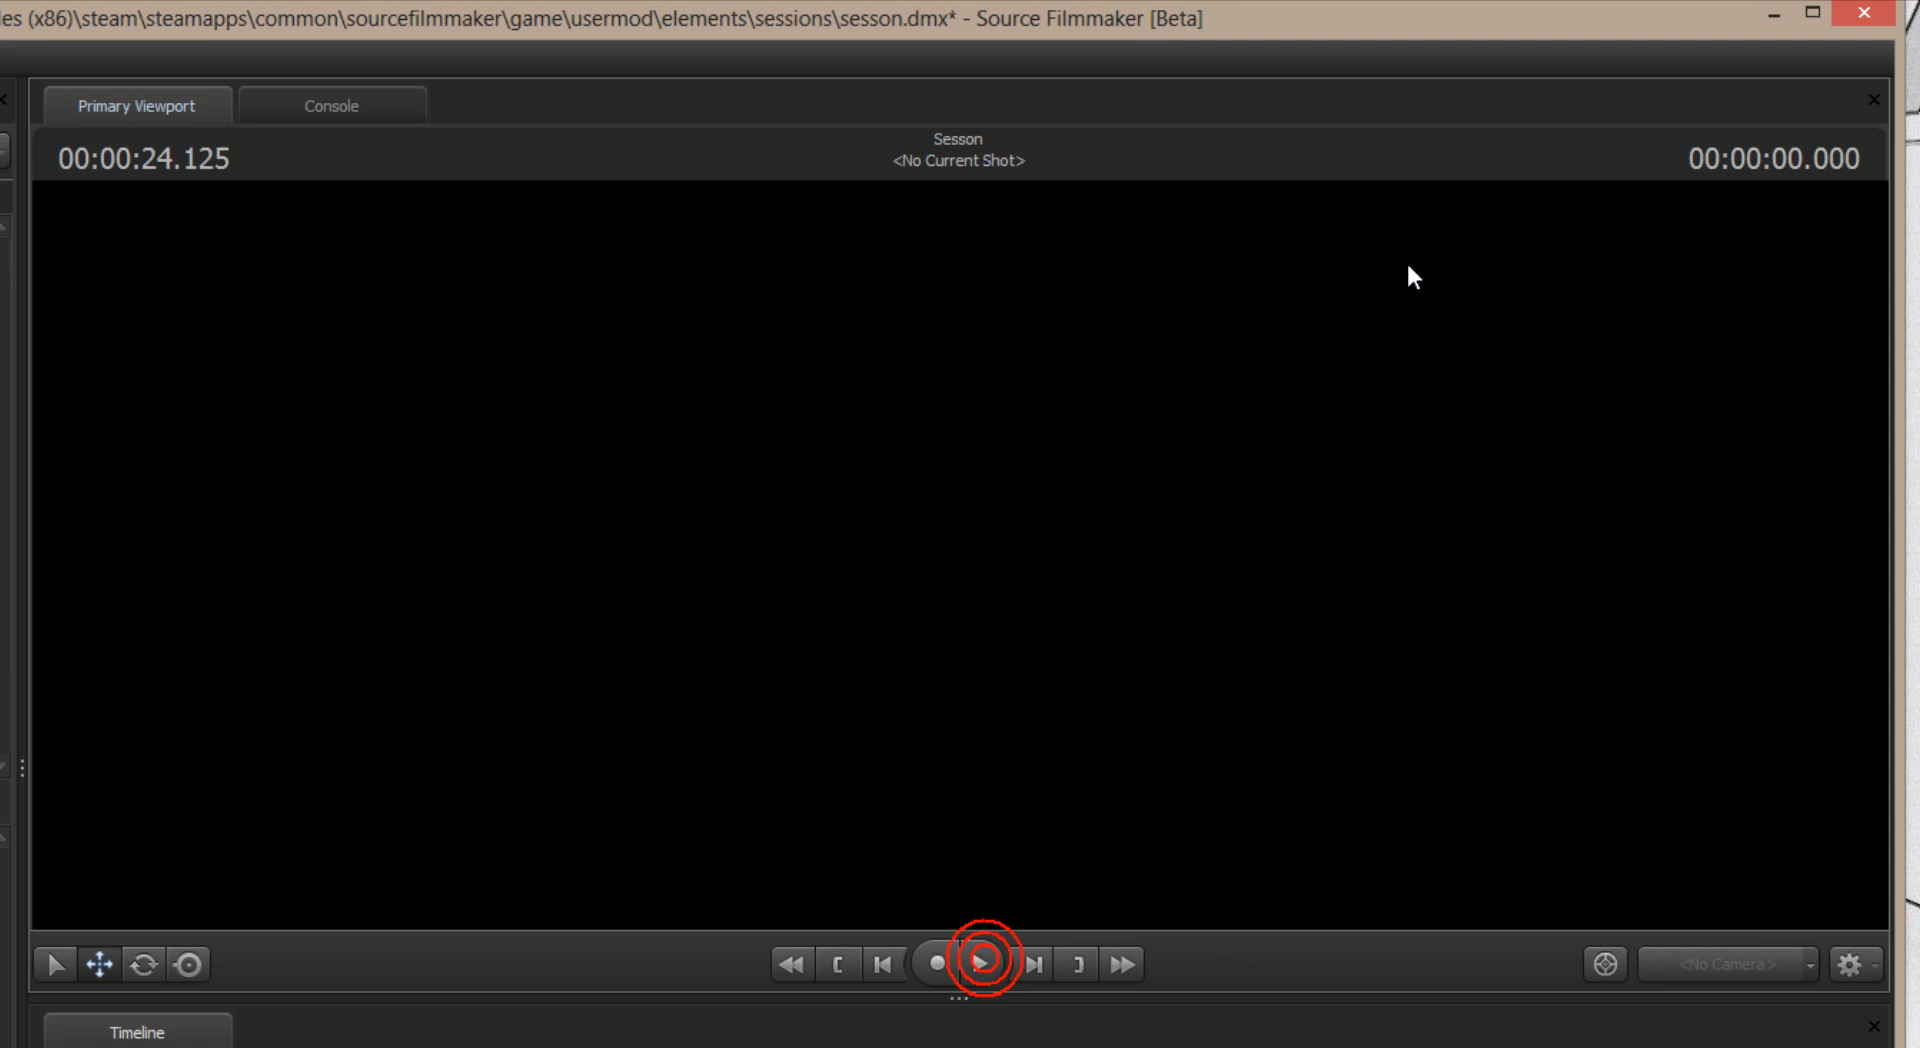 les (x86)\steam\steamapps\common\sourcefilmmaker\game\usermod\elements\sessions\sesson.dmx* - Source Filmmaker [Beta]
Primary Viewport
Console
Sesson
00:00:24.125
<No Current Shot>
00:00:00.000
<No Camera>
Timeline